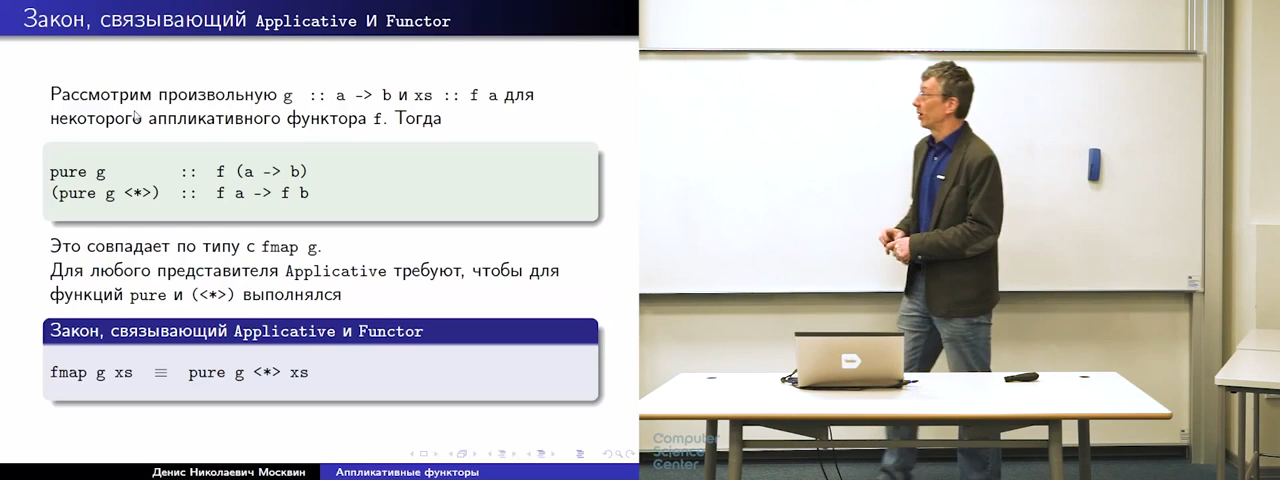 Закон, связывающий Applicative и Functor
Рассмотрим произвольную g :: a -> b и xs :: f a для
некоторого аппликативного функтора f. Тогда
pure g :: f (a -> b)
(pure g <*>) :: f a -> f b
Это совпадает по типу с fmap g.
Для любого представителя Applicative требуют, чтобы для
функций pure и (<*>) выполнялся
Закон, связывающий Applicative и Functor
fmap g xs ≡ pure g <*> xs
Денис Николаевич Москвин
Аппликативные функторы
Computer
Science
Center